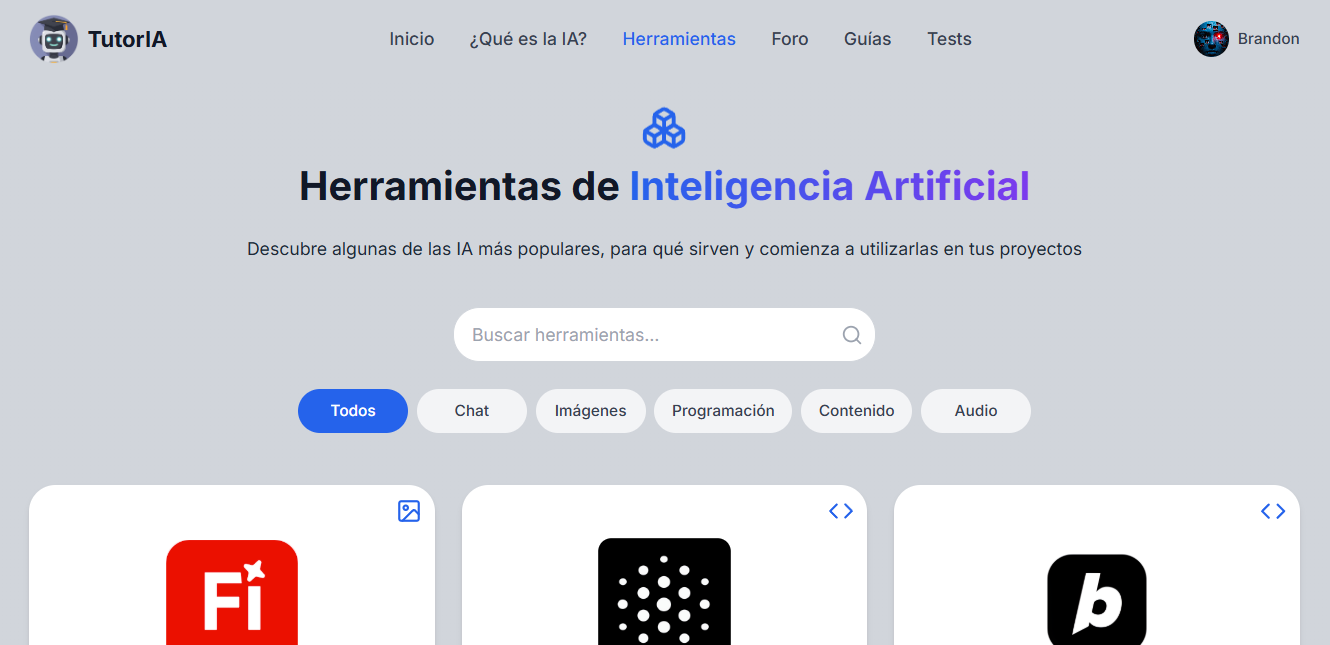 TutorIA
Inicio
¿Qué es la IA?
Herramientas
Foro
Guías
Tests
Brandon
Herramientas de Inteligencia Artificial
Descubre algunas de las IA más populares, para qué sirven y comienza a utilizarlas en tus proyectos
Buscar herramientas...
Todos
Chat
Imágenes
Programación
Contenido
Audio
Fi
b